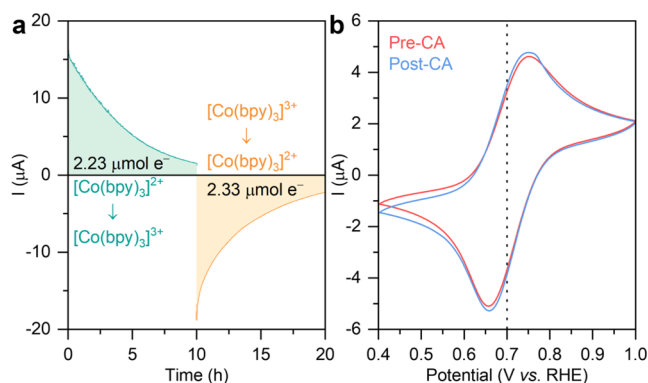 a
I (μA)
20
10
0
-10
-20
2.23 μmol e⁻
[Co(bpy)₃]²⁺
↓
[Co(bpy)₃]³⁺
[Co(bpy)₃]³⁺
↓
[Co(bpy)₃]²⁺
2.33 μmol e⁻
0 5 10 15 20
Time (h)
b
I (μA)
6
4
2
0
-2
-4
-6
Pre-CA
Post-CA
0.4 0.5 0.6 0.7 0.8 0.9 1.0
Potential (V vs. RHE)